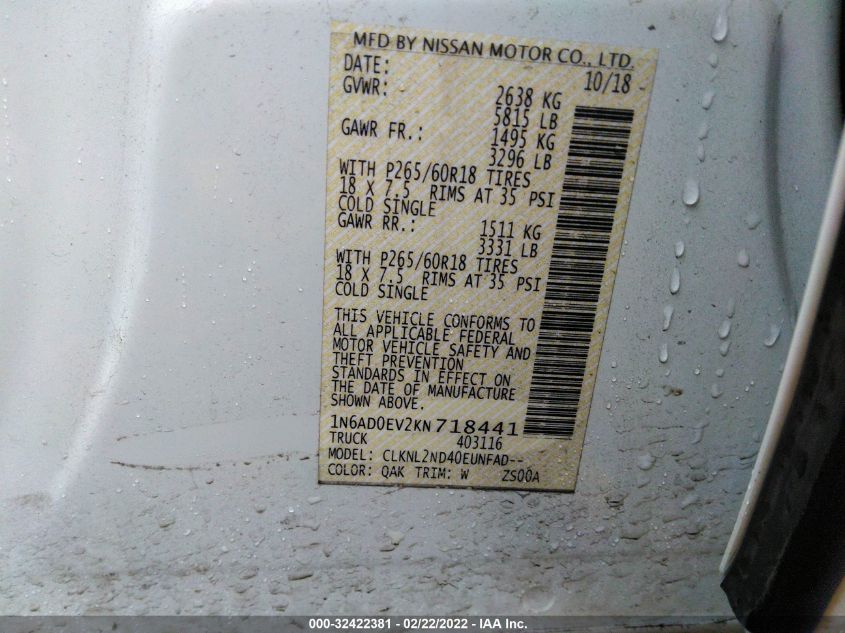 MFD BY NISSAN MOTOR CO., LTD.
DATE: 10/18
GVWR: 2638 KG
5815 LB
GAWR FR.: 1495 KG
3296 LB
WITH P265/60R18 TIRES
18 X 7.5 RIMS AT 35 PSI
COLD SINGLE
GAWR RR.: 1511 KG
3331 LB
WITH P265/60R18 TIRES
18 X 7.5 RIMS AT 35 PSI
COLD SINGLE
THIS VEHICLE CONFORMS TO
ALL APPLICABLE FEDERAL
MOTOR VEHICLE SAFETY AND
THEFT PREVENTION
STANDARDS IN EFFECT ON
THE DATE OF MANUFACTURE
SHOWN ABOVE.
1N6AD0EV2KN718441
TRUCK 403116
MODEL: CLKNL2ND40EUNFAD--
COLOR: QAK TRIM: W ZS00A
000-32422381 - 02/22/2022 - IAA Inc.